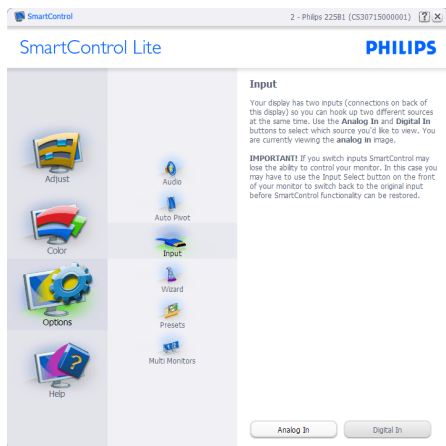 SmartControl
2 - Philips 225B1 (CS30715000001)
SmartControl Lite
PHILIPS
Adjust
Color
Options
Help
Audio
Auto Pivot
Input
Wizard
Presets
Multi Monitors
Input
Your display has two inputs (connections on back of
this display) so you can hook up two different sources
at the same time. Use the Analog In and Digital In
buttons to select which source you'd like to view. You
are currently viewing the analog in image.
IMPORTANT! If you switch inputs SmartControl may
lose the ability to control your monitor. In this case you
may have to use the Input Select button on the front
of your monitor to switch back to the original input
before SmartControl functionality can be restored.
Analog In
Digital In